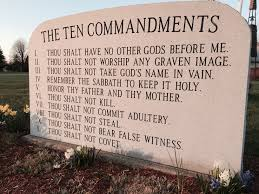 THE TEN COMMANDMENTS
I. THOU SHALT HAVE NO OTHER GODS BEFORE ME.
II. THOU SHALT NOT WORSHIP ANY GRAVEN IMAGE.
III. THOU SHALT NOT TAKE GOD'S NAME IN VAIN.
IV. REMEMBER THE SABBATH TO KEEP IT HOLY.
V. HONOR THY FATHER AND THY MOTHER.
VI. THOU SHALT NOT KILL.
VII. THOU SHALT NOT COMMIT ADULTERY.
VIII. THOU SHALT NOT STEAL.
IX. THOU SHALT NOT BEAR FALSE WITNESS.
X. THOU SHALT NOT COVET.